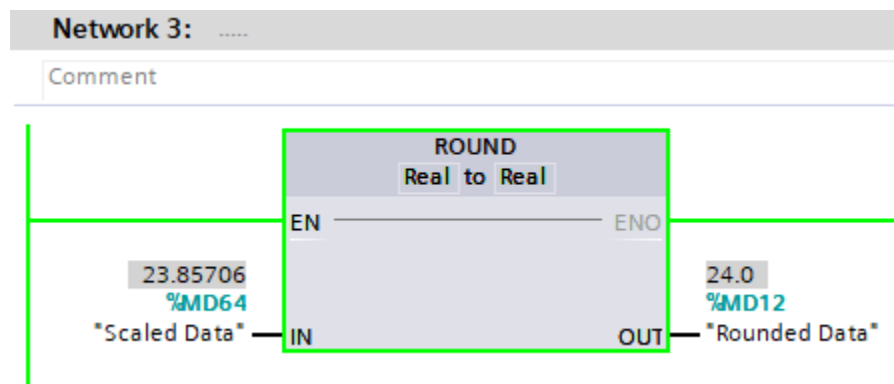 Network 3: .....
Comment
ROUND
Real to Real
EN ENO
23.85706 24.0
%MD64 %MD12
"Scaled Data" IN OUT "Rounded Data"